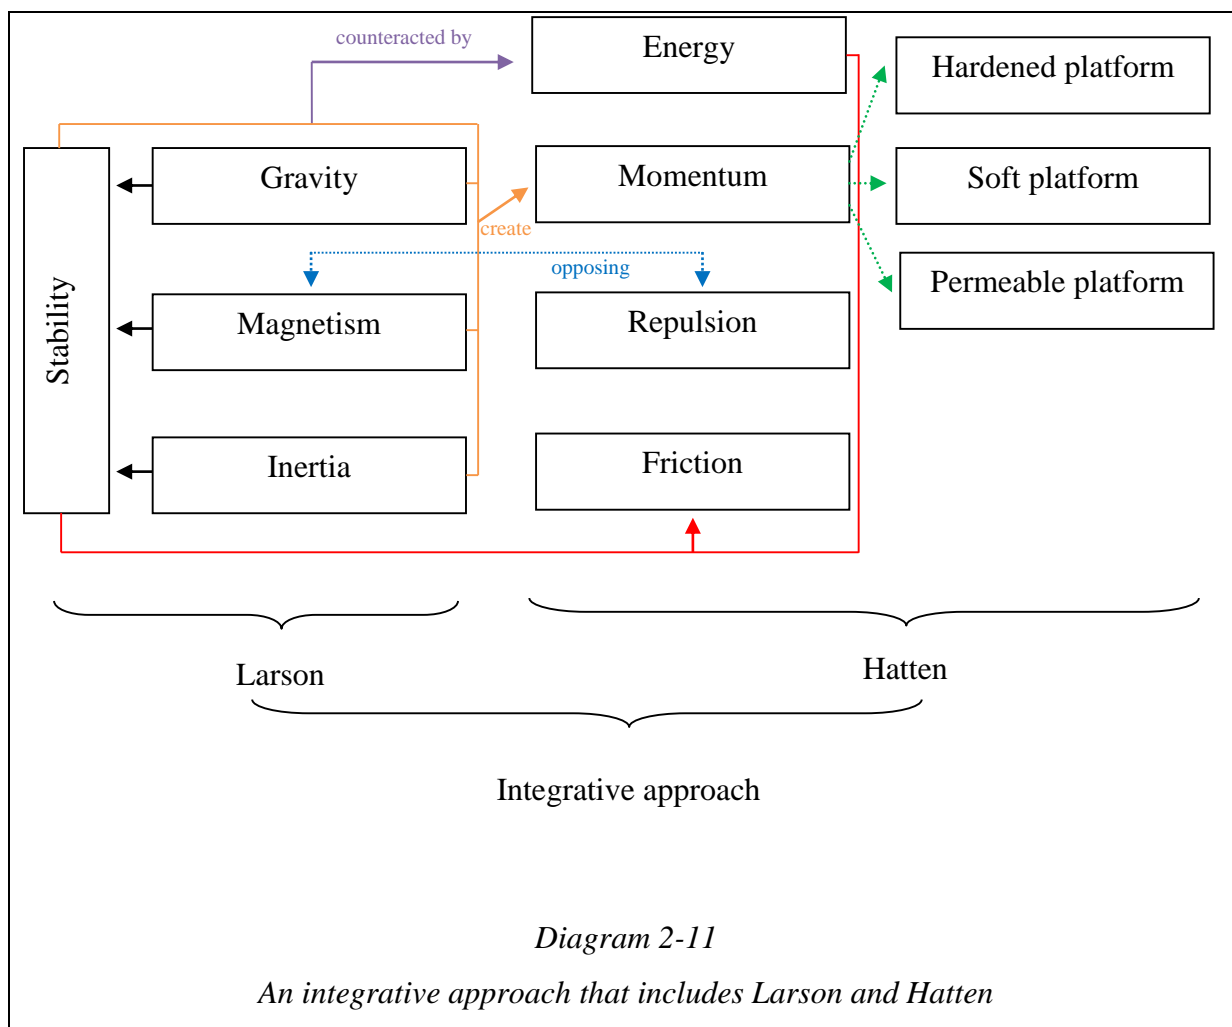 counteracted by
Energy
Hardened platform
Stability
Gravity
Momentum
Soft platform
create
opposing
Permeable platform
Magnetism
Repulsion
Inertia
Friction
Larson
Hatten
Integrative approach
Diagram 2-11
An integrative approach that includes Larson and Hatten